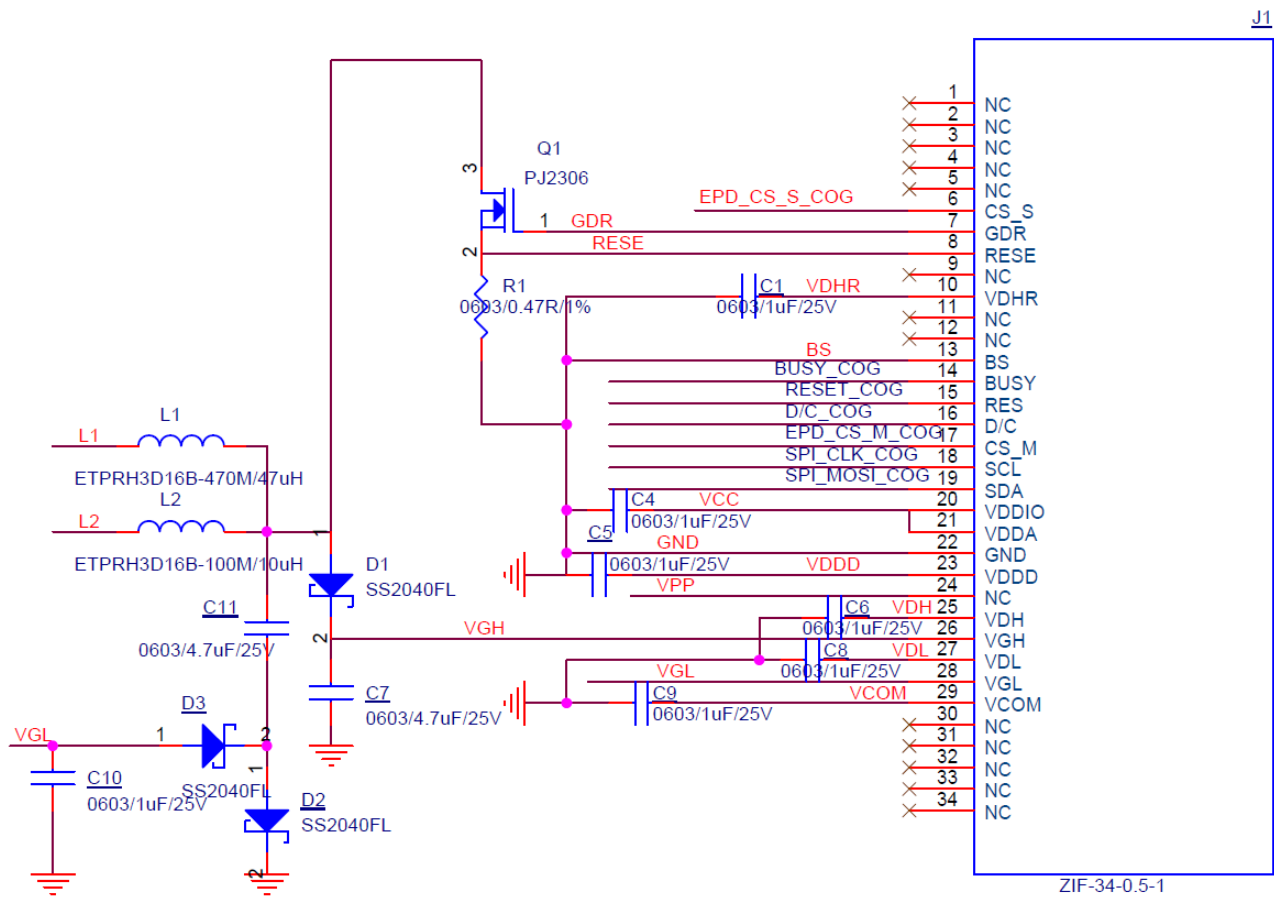 J1
1 NC
2 NC
3 NC
4 NC
5 NC
Q1
PJ2306
3
1
2
EPD_CS_S_COG 6 CS_S
GDR 7 GDR
RESE 8 RESE
9 NC
R1
0603/0.47R/1%
C1
0603/1uF/25V
VDHR 10 VDHR
11 NC
12 NC
BS 13 BS
BUSY_COG 14 BUSY
RESET_COG 15 RES
D/C_COG 16 D/C
EPD_CS_M_COG 17 CS_M
SPI_CLK_COG 18 SCL
SPI_MOSI_COG 19 SDA
C4
0603/1uF/25V
VCC 20 VDDIO
21 VDDA
GND 22 GND
C5
0603/1uF/25V
VDDD 23 VDDD
VPP 24 NC
C6
0603/1uF/25V
VDH 25 VDH
VGH 26 VGH
C8
0603/1uF/25V
VDL 27 VDL
VGL 28 VGL
C9
0603/1uF/25V
VCOM 29 VCOM
30 NC
31 NC
32 NC
33 NC
34 NC
ZIF-34-0.5-1
L1
L1
ETPRH3D16B-470M/47uH
L2
L2
ETPRH3D16B-100M/10uH
1
D1
SS2040FL
2
C11
0603/4.7uF/25V
C7
0603/4.7uF/25V
VGL
D3
1
2
SS2040FL
C10
0603/1uF/25V
1
D2
SS2040FL
2